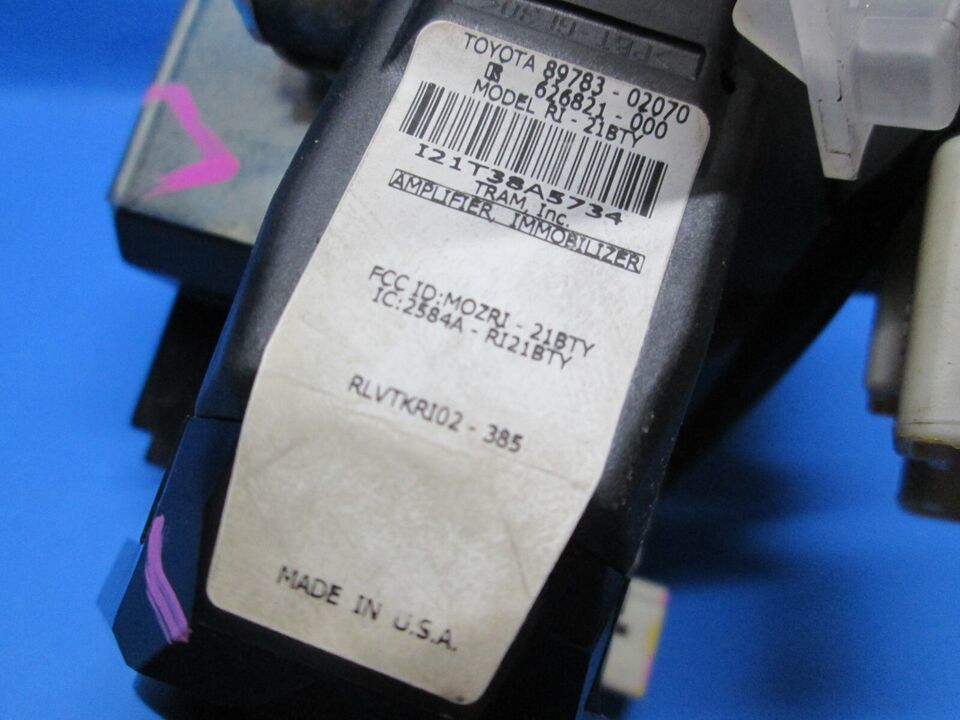 TOYOTA 89783 - 02070
626821 - 000
MODEL RI - 21BTY
I21T38A5734
TRAM, Inc.
AMPLIFIER, IMMOBILIZER
FCC ID:MOZRI - 21BTY
IC:2584A - RI21BTY
RLVTKRI02 - 385
MADE IN U.S.A.